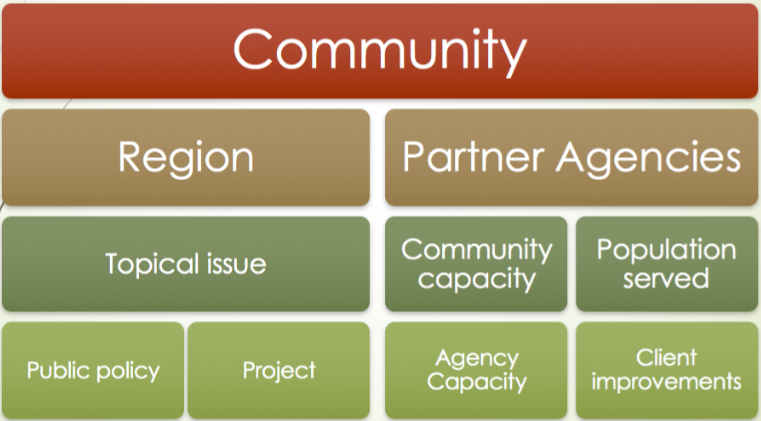 Community
Region
Partner Agencies
Topical issue
Community
capacity
Population
served
Public policy
Project
Agency
Capacity
Client
improvements